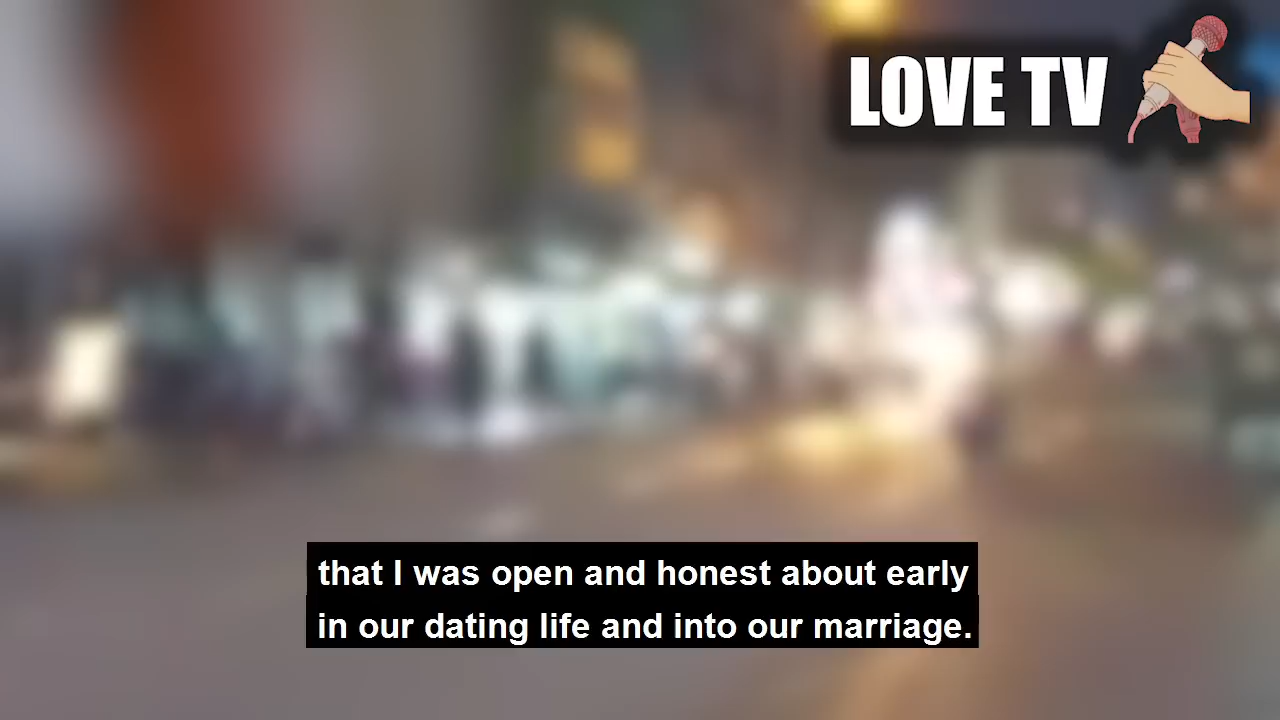 LOVE TV
that I was open and honest about early
in our dating life and into our marriage.